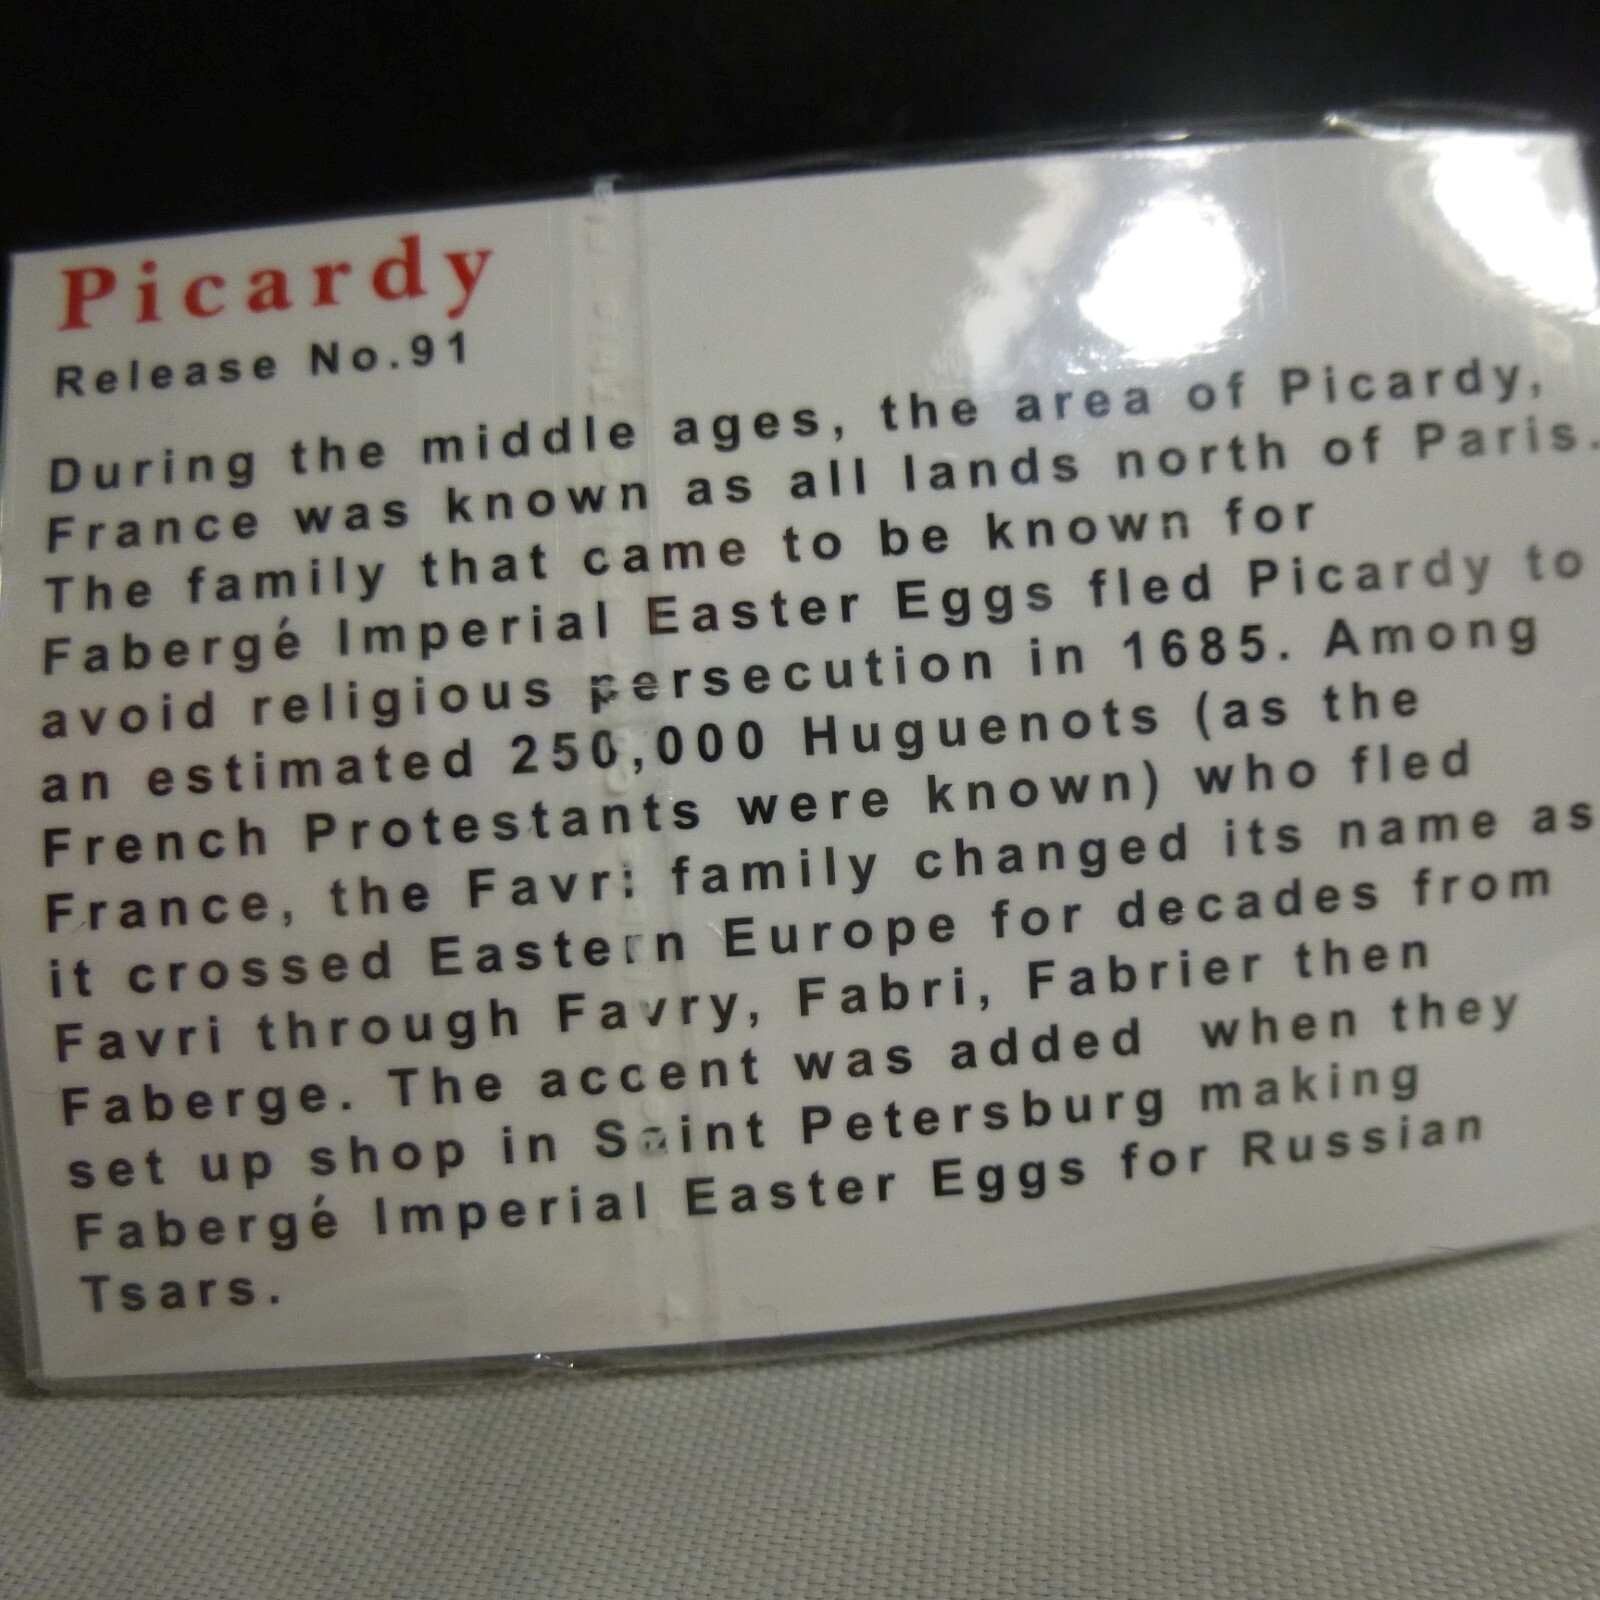 Picardy
Release No.91
During the middle ages, the area of Picardy,
France was known as all lands north of Paris.
The family that came to be known for
Fabergé Imperial Easter Eggs fled Picardy to
avoid religious persecution in 1685. Among
an estimated 250,000 Huguenots (as the
French Protestants were known) who fled
France, the Favri family changed its name as
it crossed Eastern Europe for decades from
Favri through Favry, Fabri, Fabrier then
Faberge. The accent was added when they
set up shop in Saint Petersburg making
Fabergé Imperial Easter Eggs for Russian
Tsars.